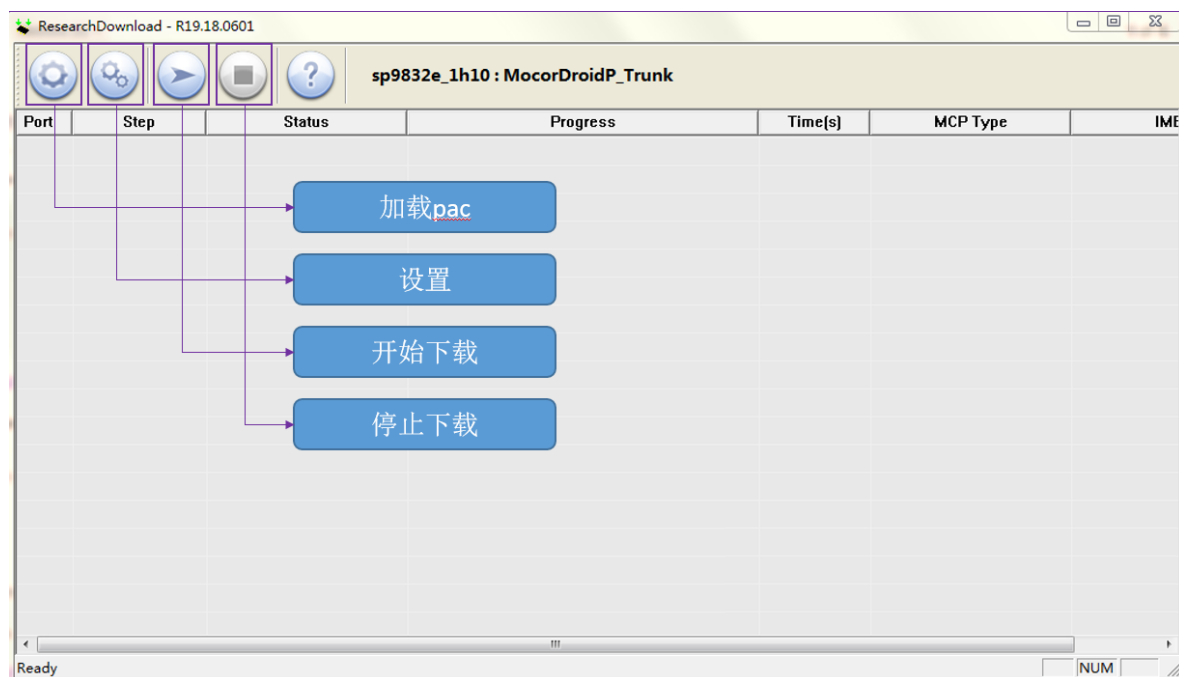 ResearchDownload - R19.18.0601
?
sp9832e_1h10 : MocorDroidP_Trunk
Port Step Status Progress Time(s) MCP Type IME
加载pac
设置
开始下载
停止下载
Ready NUM